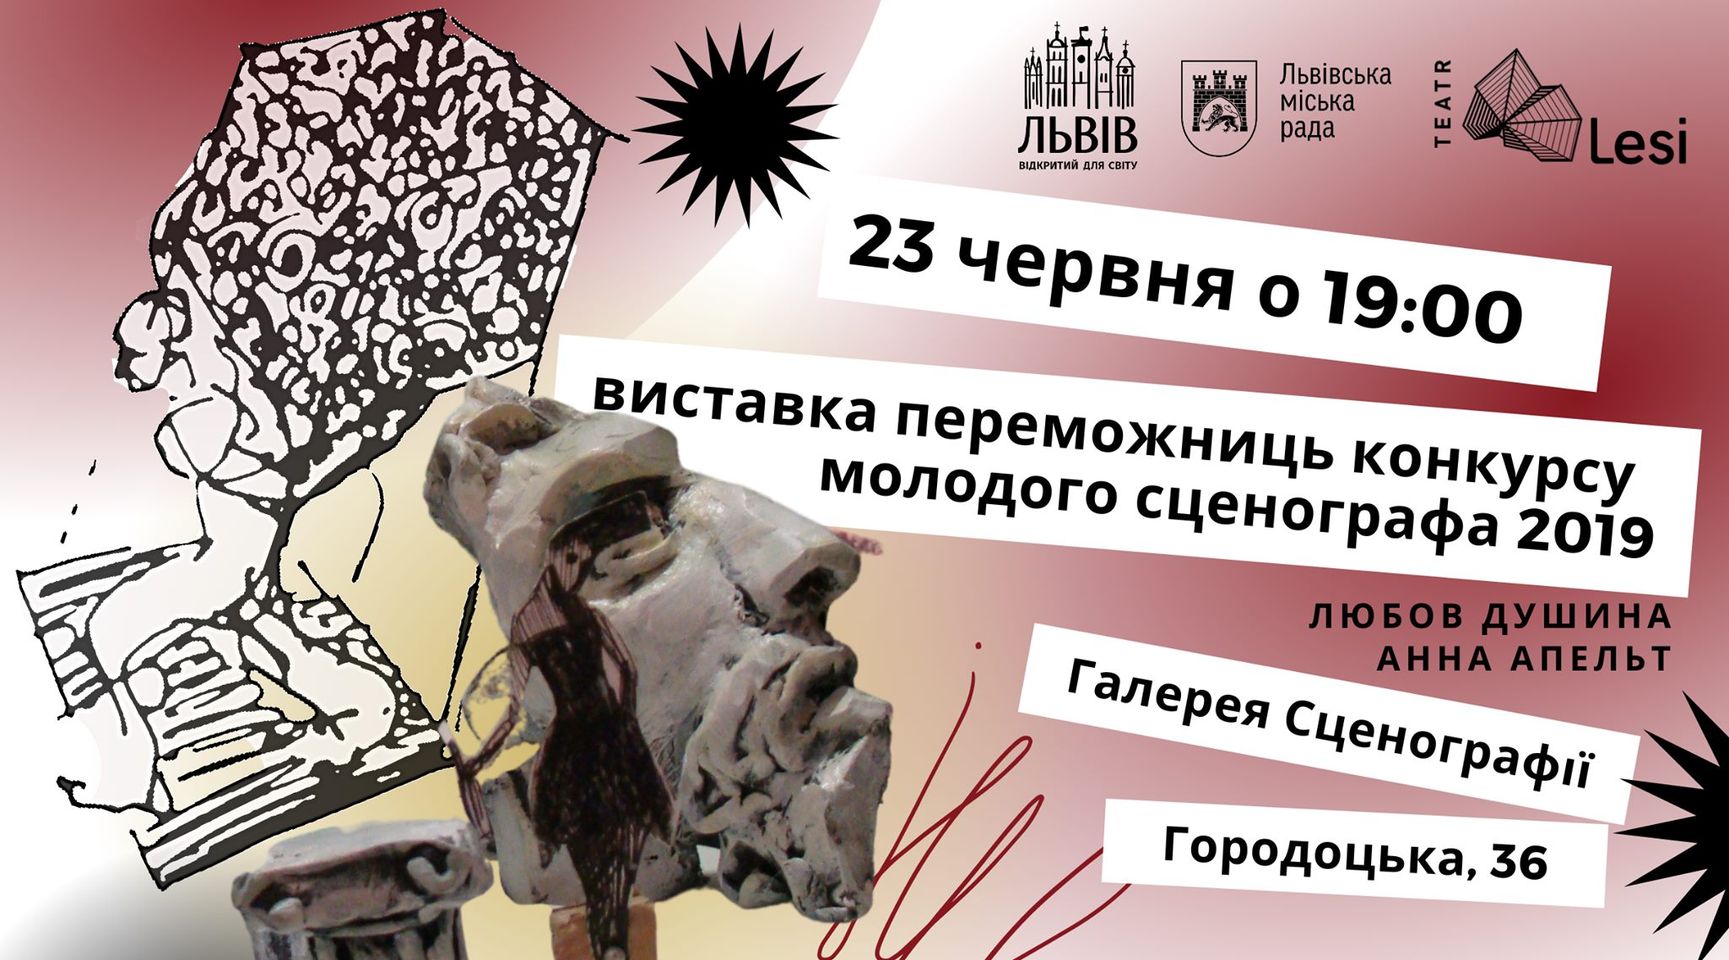 ЛЬВІВ
ВІДКРИТИЙ ДЛЯ СВІТУ
Львівська
міська
рада
ТЕАТР
Lesi
23 червня о 19:00
виставка переможниць конкурсу
молодого сценографа 2019
ЛЮБОВ ДУШИНА
АННА АПЕЛЬТ
Галерея Сценографії
Городоцька, 36